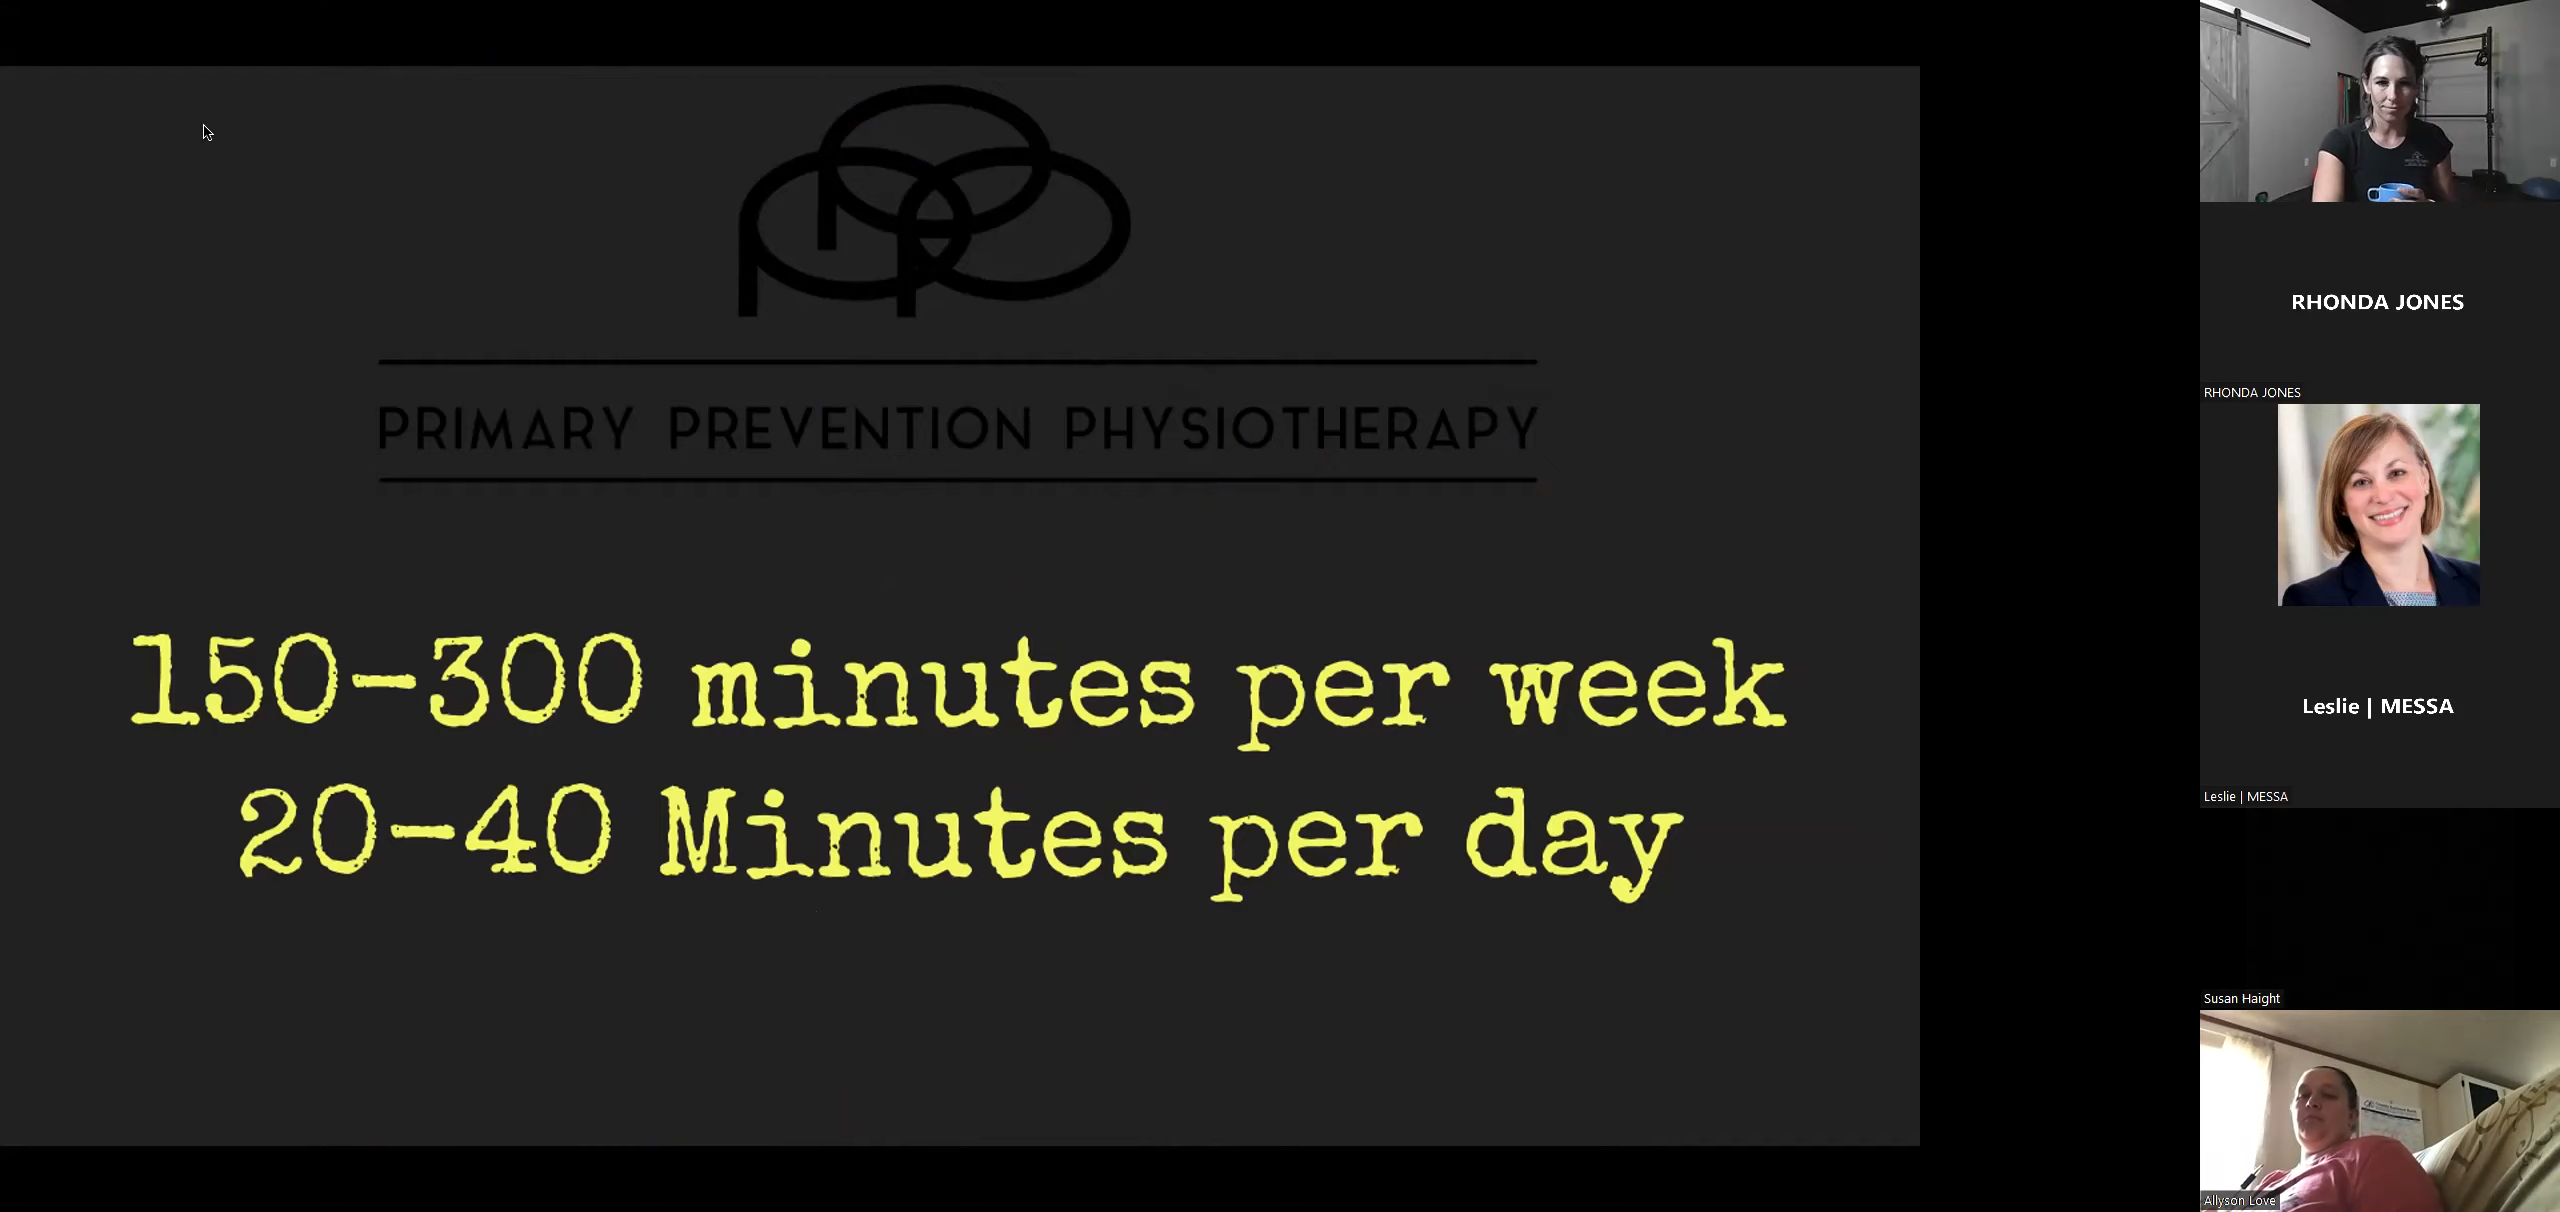 PRIMARY PREVENTION PHYSIOTHERAPY
150-300 minutes per week
20-40 Minutes per day
RHONDA JONES
RHONDA JONES
Leslie | MESSA
Leslie | MESSA
Susan Haight
Allyson Love